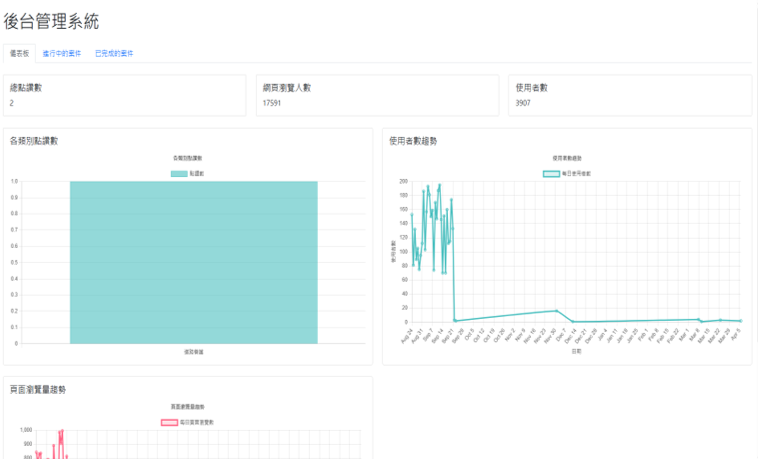 後台管理系統
儀表板 進行中的案件 已完成的案件
總點讚數
2
網頁瀏覽人數
17591
使用者數
3907
各類別點讚數
各類別點讚數
點讚數
1.0
0.9
0.8
0.7
0.6
0.5
0.4
0.3
0.2
0.1
0
使用者數趨勢
使用者數趨勢
每日使用者數
200
180
160
140
120
100
80
60
40
20
0
使用者數
Aug 24 Aug 31 Sep 7 Sep 14 Sep 21 Sep 28 Oct 5 Oct 12 Oct 19 Oct 26 Nov 2 Nov 9 Nov 16 Nov 23 Nov 30 Dec 7 Dec 14 Dec 21 Dec 28 Jan 4 Jan 11 Jan 18 Jan 25 Feb 1 Feb 8 Feb 15 Feb 22 Mar 1 Mar 8 Mar 15 Mar 22 Mar 29 Apr 5
日期
頁面瀏覽量趨勢
頁面瀏覽量趨勢
每日頁面瀏覽數
1,000
900
800